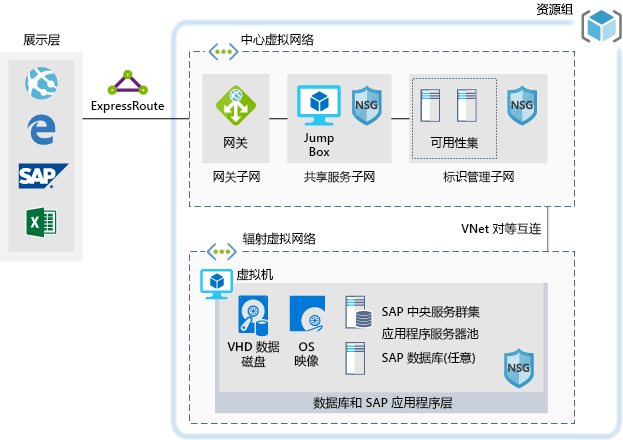 资源组
展示层
SAP
ExpressRoute
中心虚拟网络
网关
Jump
Box
NSG
可用性集
NSG
网关子网
共享服务子网
标识管理子网
VNet 对等互连
辐射虚拟网络
虚拟机
VHD 数据
磁盘
OS
映像
SAP 中央服务群集
应用程序服务器池
SAP 数据库(任意)
NSG
数据库和 SAP 应用程序层